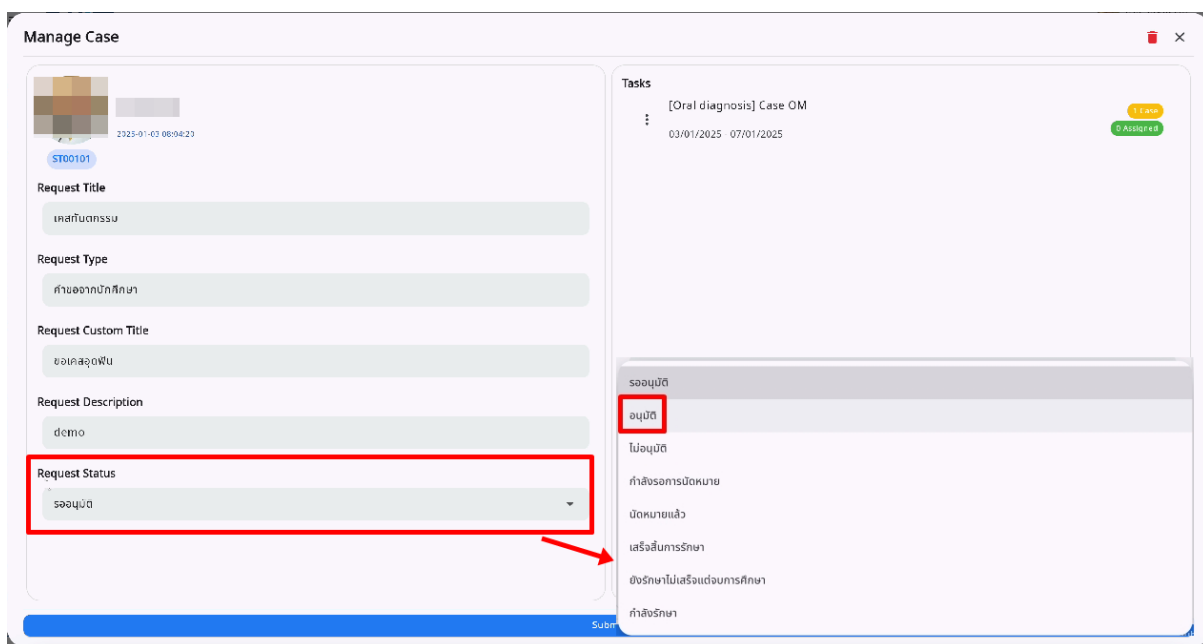 Manage Case
2025-01-03 08:04:20
ST00101
Request Title
เคสทันตกรรม
Request Type
คำขอจากนักศึกษา
Request Custom Title
ขอเคสอุดฟัน
Request Description
demo
Request Status
รออนุมัติ
Tasks
[Oral diagnosis] Case OM
03/01/2025 - 07/01/2025
1 Case
0 Assigned
รออนุมัติ
อนุมัติ
ไม่อนุมัติ
กำลังรอการนัดหมาย
นัดหมายแล้ว
เสร็จสิ้นการรักษา
ยังรักษาไม่เสร็จแต่จบการศึกษา
กำลังรักษา
Subm